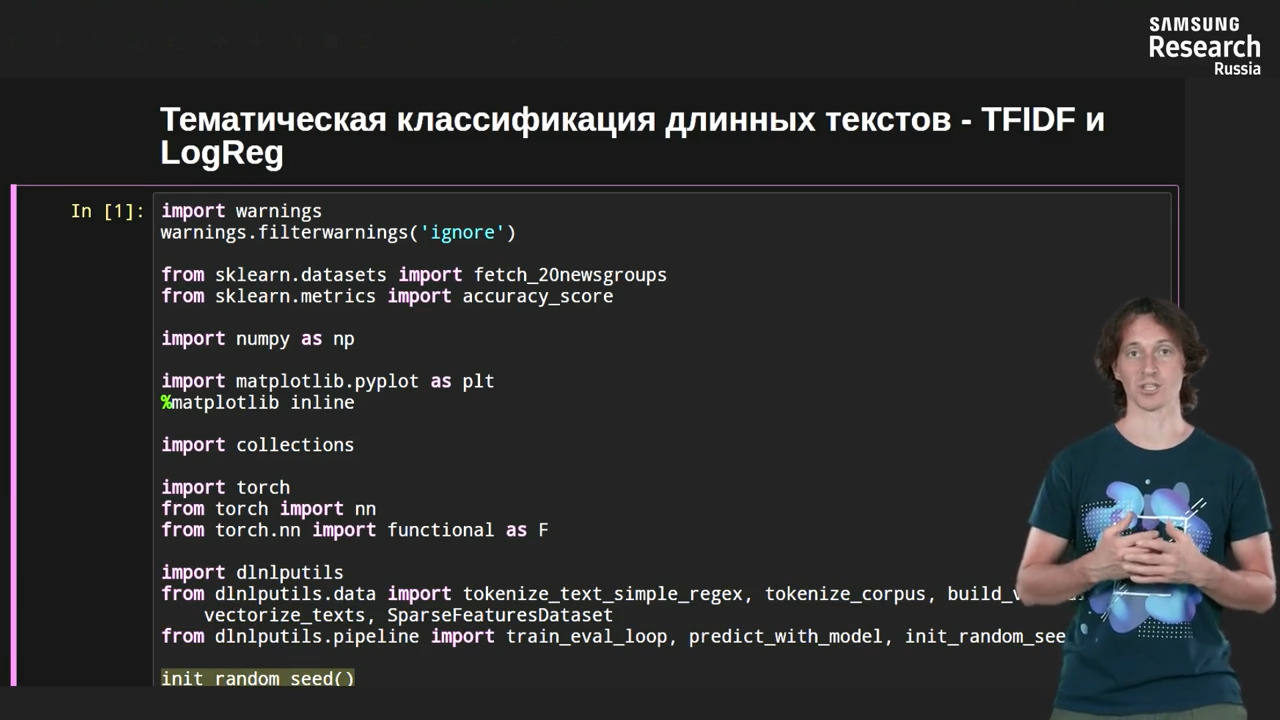 SAMSUNG
Research
Russia
Тематическая классификация длинных текстов - TFIDF и
LogReg
In [1]:
import warnings
warnings.filterwarnings('ignore')
from sklearn.datasets import fetch_20newsgroups
from sklearn.metrics import accuracy_score
import numpy as np
import matplotlib.pyplot as plt
%matplotlib inline
import collections
import torch
from torch import nn
from torch.nn import functional as F
import dlnlputils
from dlnlputils.data import tokenize_text_simple_regex, tokenize_corpus,
vectorize_texts, SparseFeaturesDataset
from dlnlputils.pipeline import train_eval_loop, predict_with_model, init_random_see
init_random_seed()